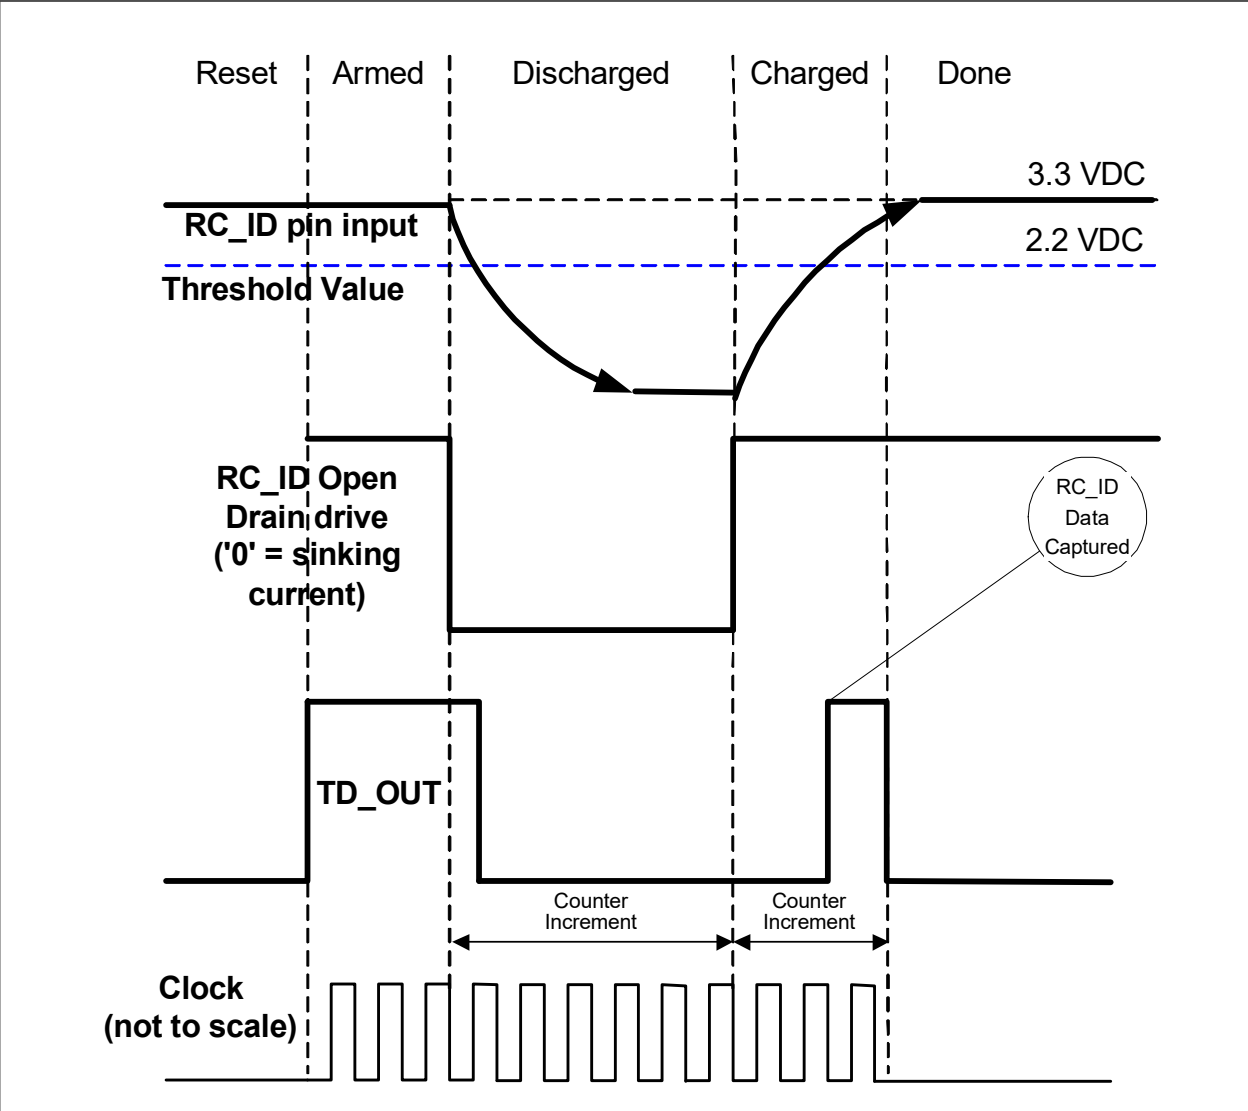 Reset
Armed
Discharged
Charged
Done
3.3 VDC
RC_ID pin input
2.2 VDC
Threshold Value
RC_ID Open
Drain drive
('0' = sinking
current)
RC_ID
Data
Captured
TD_OUT
Counter
Increment
Counter
Increment
Clock
(not to scale)